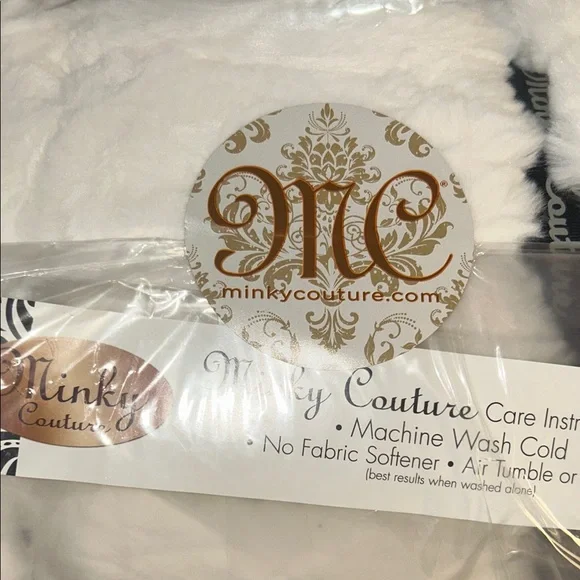 MC®
minkycouture.com
Minky Couture
Minky Couture Care
• Machine Wash Cold
• No Fabric Softener • Air Tumble or
(best results when washed alone)
Couture